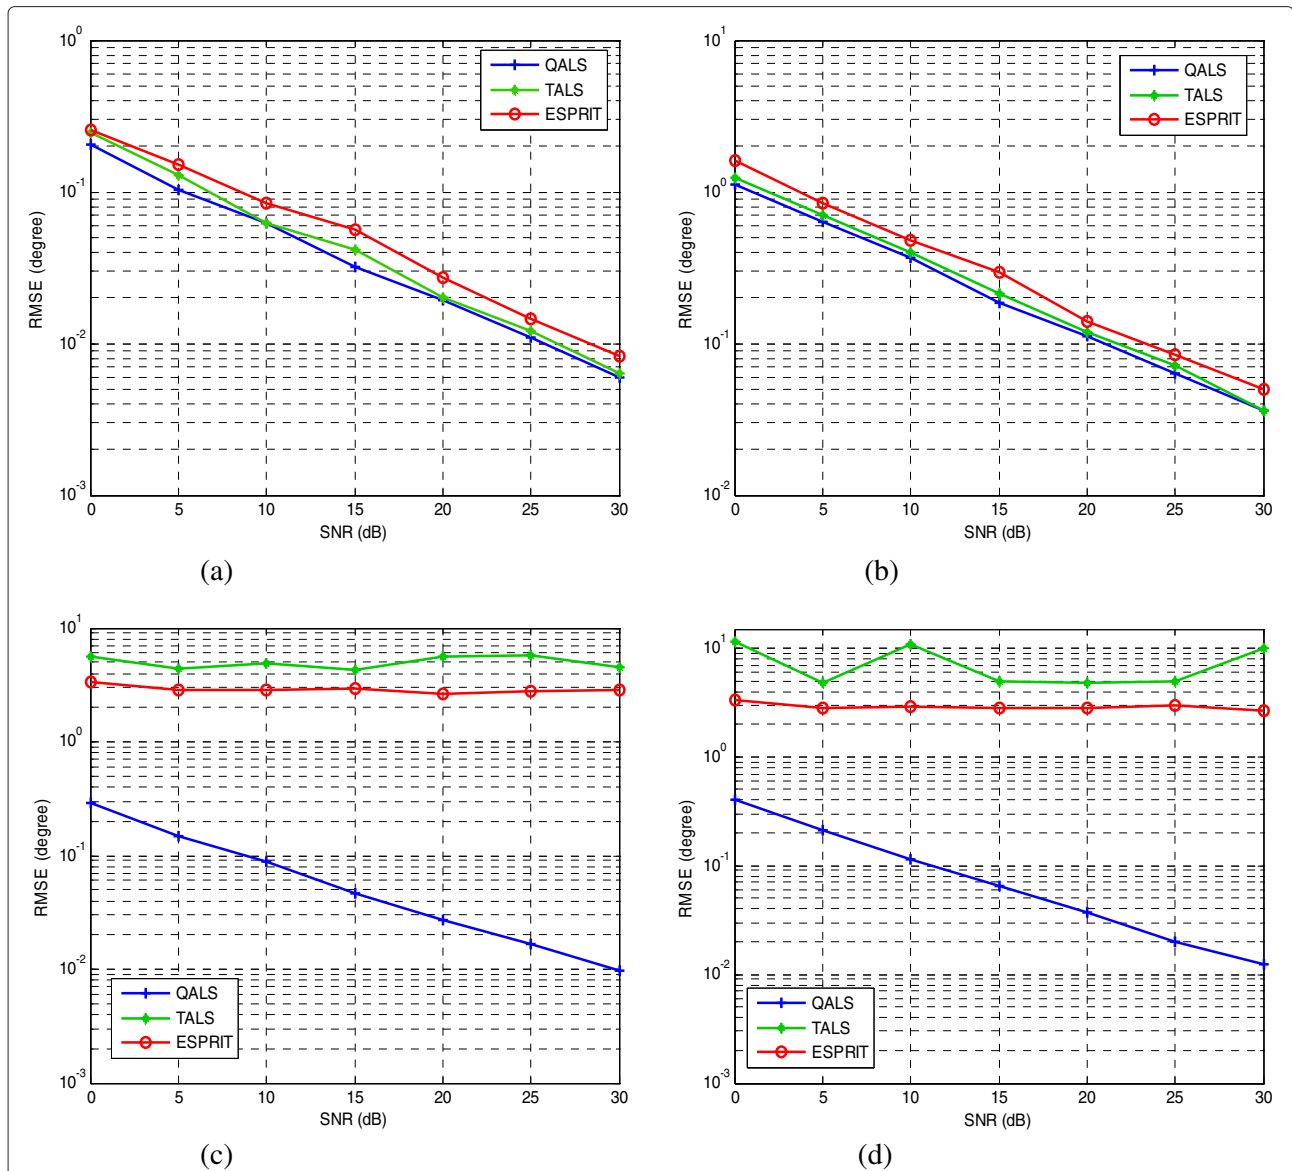 10^0
10^-1
10^-2
10^-3
RMSE (degree)
QALS
TALS
ESPRIT
0 5 10 15 20 25 30
SNR (dB)
(a)
10^1
10^0
10^-1
10^-2
RMSE (degree)
QALS
TALS
ESPRIT
0 5 10 15 20 25 30
SNR (dB)
(b)
10^1
10^0
10^-1
10^-2
10^-3
RMSE (degree)
QALS
TALS
ESPRIT
0 5 10 15 20 25 30
SNR (dB)
(c)
10^1
10^0
10^-1
10^-2
10^-3
RMSE (degree)
QALS
TALS
ESPRIT
0 5 10 15 20 25 30
SNR (dB)
(d)